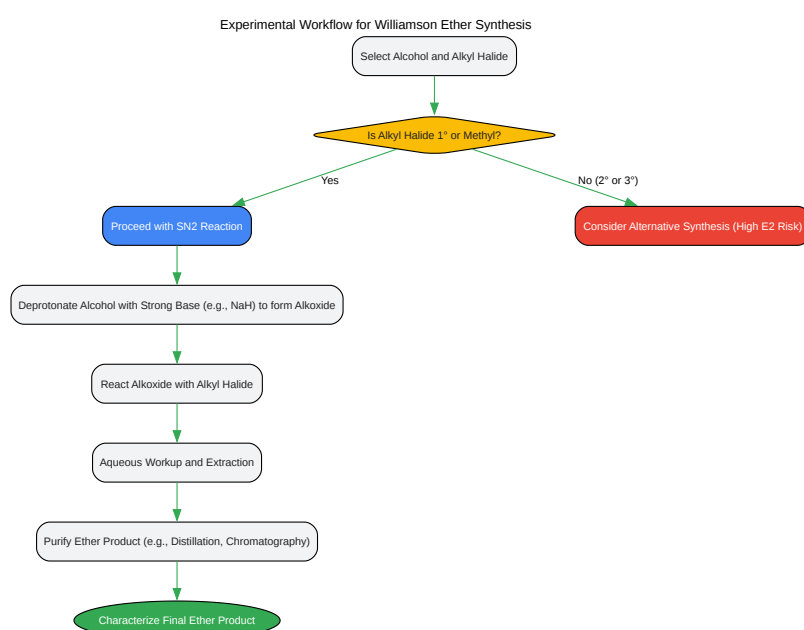 Experimental Workflow for Williamson Ether Synthesis
Select Alcohol and Alkyl Halide
Is Alkyl Halide 1° or Methyl?
Yes
No (2° or 3°)
Proceed with SN2 Reaction
Consider Alternative Synthesis (High E2 Risk)
Deprotonate Alcohol with Strong Base (e.g., NaH) to form Alkoxide
React Alkoxide with Alkyl Halide
Aqueous Workup and Extraction
Purify Ether Product (e.g., Distillation, Chromatography)
Characterize Final Ether Product